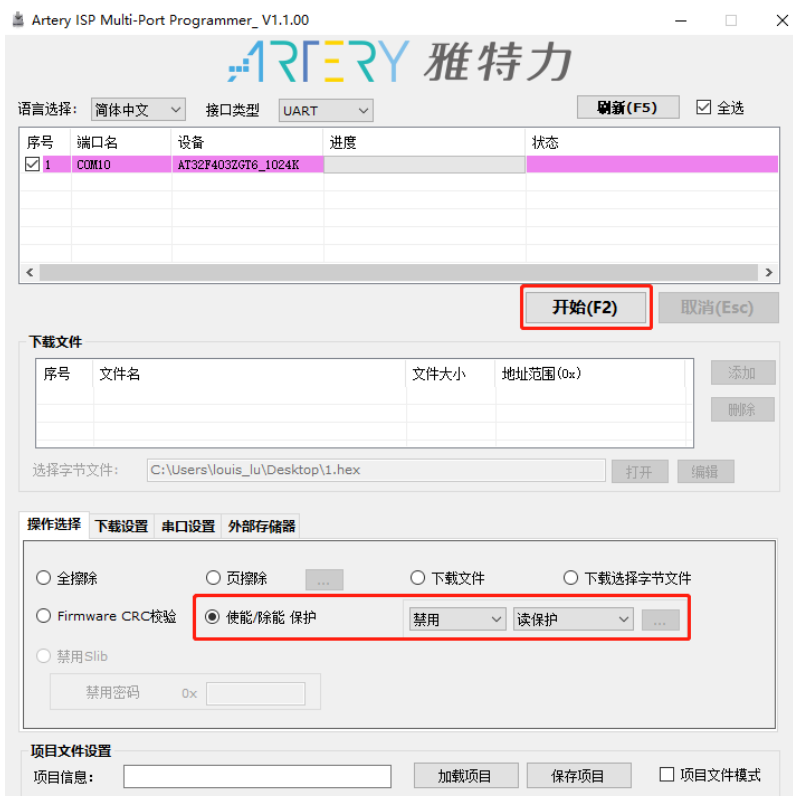 Artery ISP Multi-Port Programmer_ V1.1.00
ARTERY 雅特力
语言选择: 简体中文 接口类型 UART 刷新(F5) 全选
序号 端口名 设备 进度 状态
1 COM10 AT32F403ZGT6_1024K
开始(F2) 取消(Esc)
下载文件
序号 文件名 文件大小 地址范围(0x) 添加
删除
选择字节文件: C:\Users\louis_lu\Desktop\1.hex 打开 编辑
操作选择 下载设置 串口设置 外部存储器
全擦除 页擦除 ... 下载文件 下载选择字节文件
Firmware CRC校验 使能/除能 保护 禁用 读保护 ...
禁用Slib
禁用密码 0x
项目文件设置
项目信息: 加载项目 保存项目 项目文件模式